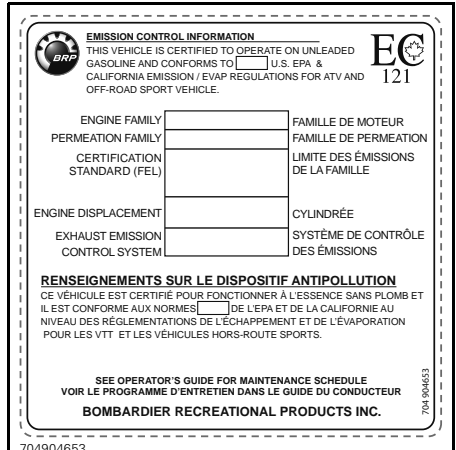 EMISSION CONTROL INFORMATION
THIS VEHICLE IS CERTIFIED TO OPERATE ON UNLEADED
GASOLINE AND CONFORMS TO U.S. EPA &
CALIFORNIA EMISSION / EVAP REGULATIONS FOR ATV AND
OFF-ROAD SPORT VEHICLE.
BRP
EC
121
ENGINE FAMILY FAMILLE DE MOTEUR
PERMEATION FAMILY FAMILLE DE PERMEATION
CERTIFICATION LIMITE DES ÉMISSIONS
STANDARD (FEL) DE LA FAMILLE
ENGINE DISPLACEMENT CYLINDRÉE
EXHAUST EMISSION SYSTÈME DE CONTRÔLE
CONTROL SYSTEM DES ÉMISSIONS
RENSEIGNEMENTS SUR LE DISPOSITIF ANTIPOLLUTION
CE VÉHICULE EST CERTIFIÉ POUR FONCTIONNER À L'ESSENCE SANS PLOMB ET
IL EST CONFORME AUX NORMES DE L'EPA ET DE LA CALIFORNIE AU
NIVEAU DES RÉGLEMENTATIONS DE L'ÉCHAPPEMENT ET DE L'ÉVAPORATION
POUR LES VTT ET LES VÉHICULES HORS-ROUTE SPORTS.
SEE OPERATOR'S GUIDE FOR MAINTENANCE SCHEDULE
VOIR LE PROGRAMME D'ENTRETIEN DANS LE GUIDE DU CONDUCTEUR
BOMBARDIER RECREATIONAL PRODUCTS INC.
704 904653
704904653